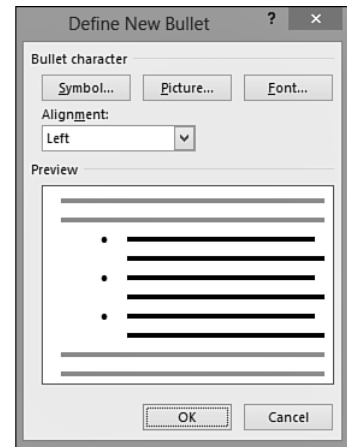 Define New Bullet ? ×
Bullet character
Symbol... Picture... Font...
Alignment:
Left
Preview
OK Cancel